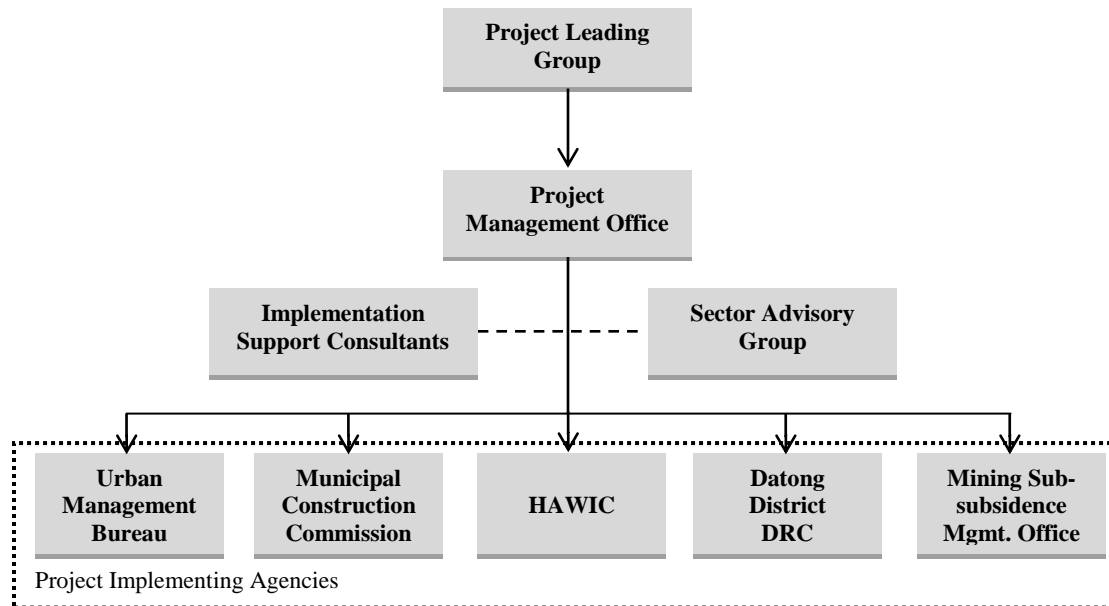 Project Leading
Group
Project
Management Office
Implementation
Support Consultants
Sector Advisory
Group
Urban
Management
Bureau
Municipal
Construction
Commission
HAWIC
Datong
District
DRC
Mining Sub-
subsidence
Mgmt. Office
Project Implementing Agencies